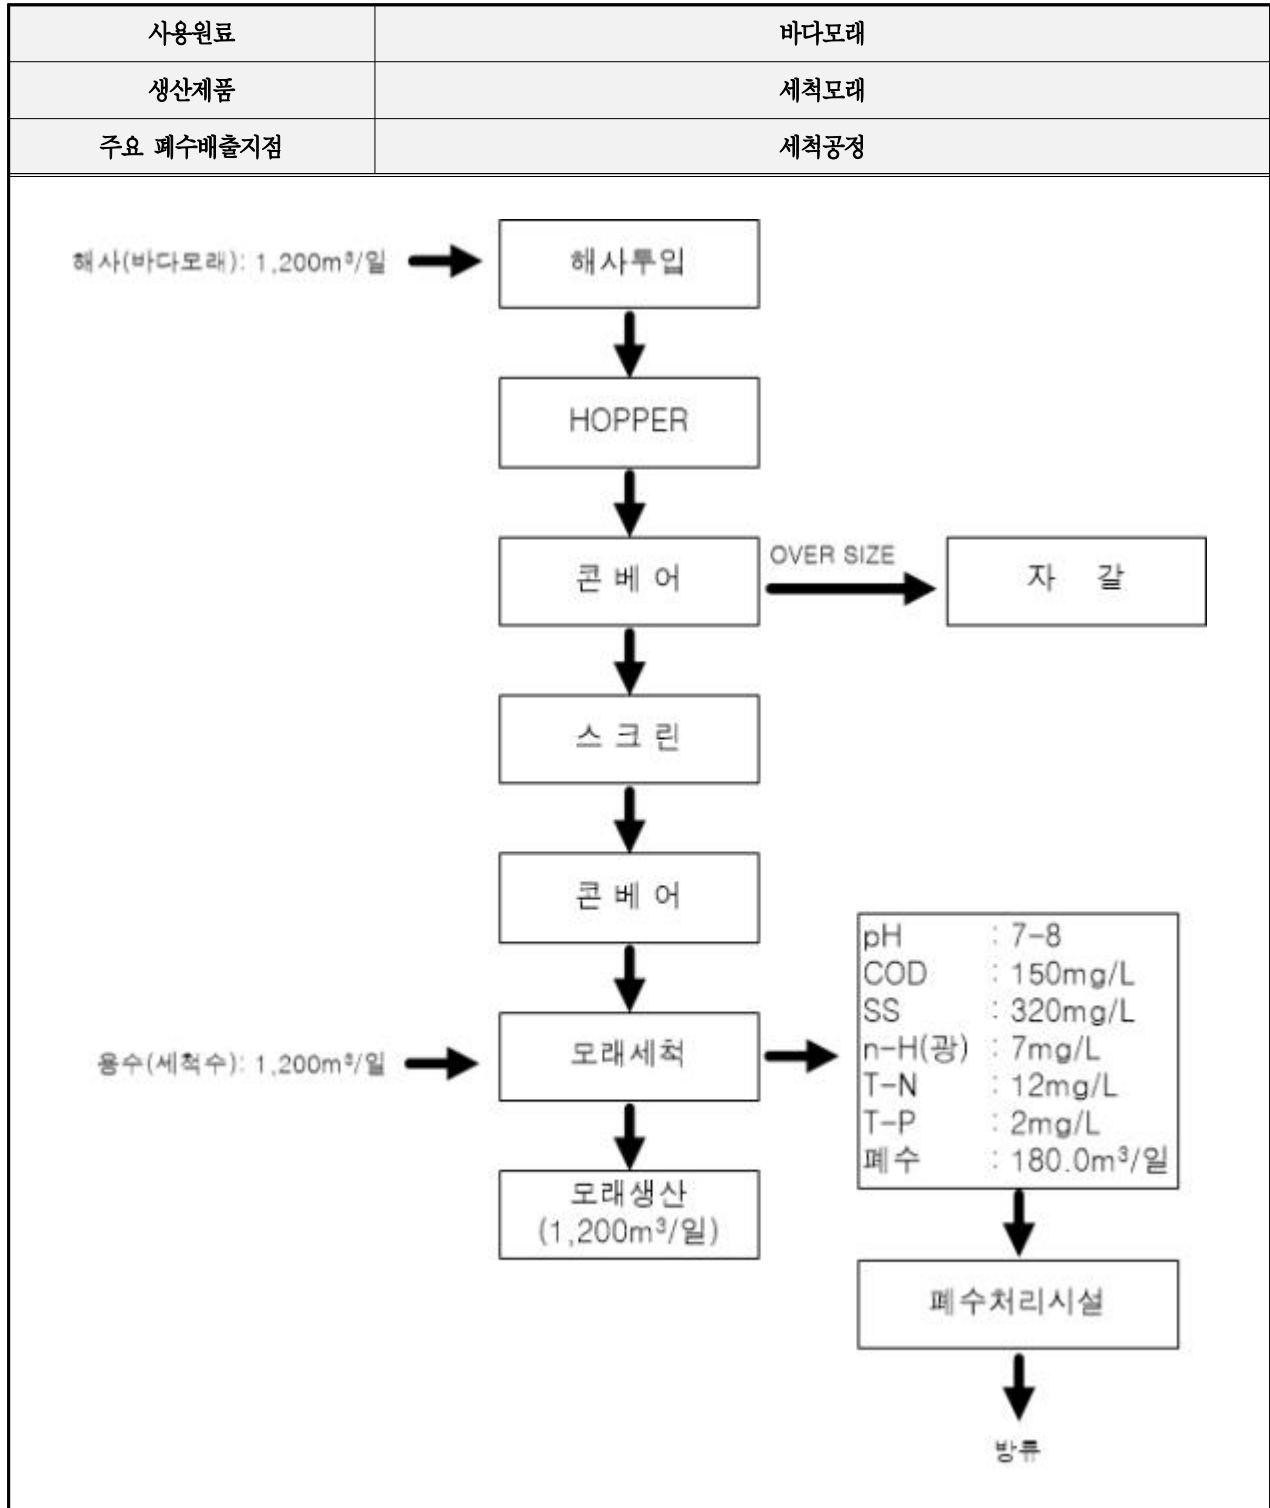 사용원료 바다모래
생산제품 세척모래
주요 폐수배출지점 세척공정
해사(바다모래): 1,200m³/일
해사투입
HOPPER
콘베어
OVER SIZE
자 갈
스크린
콘베어
용수(세척수): 1,200m³/일
모래세척
pH : 7-8
COD : 150mg/L
SS : 320mg/L
n-H(광) : 7mg/L
T-N : 12mg/L
T-P : 2mg/L
폐수 : 180.0m³/일
모래생산
(1,200m³/일)
폐수처리시설
방류